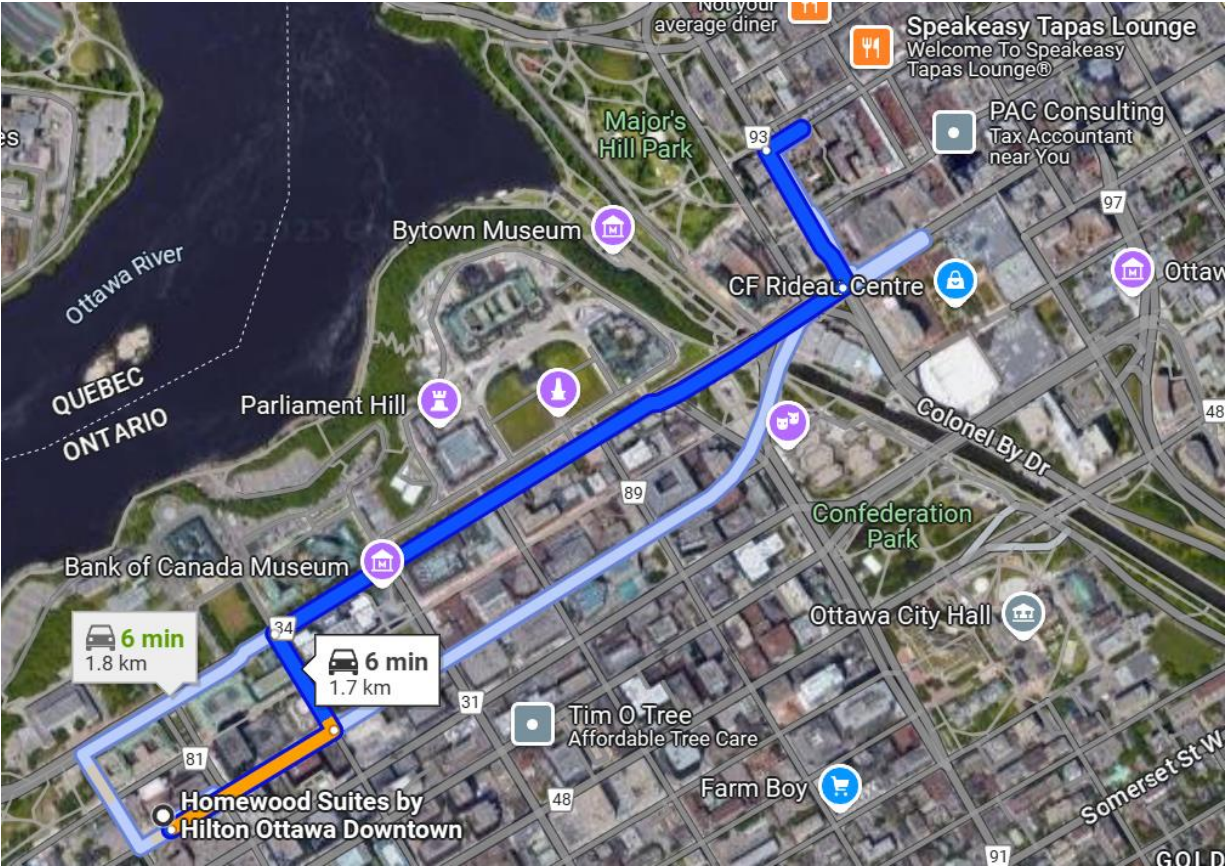 Not your
average diner
Speakeasy Tapas Lounge
Welcome To Speakeasy
Tapas Lounge®
PAC Consulting
Tax Accountant
near You
Major's
Hill Park
93
97
Bytown Museum
Ottawa River
CF Rideau Centre
QUEBEC
ONTARIO
Parliament Hill
48
Colonel By Dr
89
Confederation
Park
Bank of Canada Museum
Ottawa City Hall
34
6 min
1.8 km
6 min
1.7 km
31
Tim O Tree
Affordable Tree Care
81
Farm Boy
Somerset St W
Homewood Suites by
Hilton Ottawa Downtown
48
91
GOLD